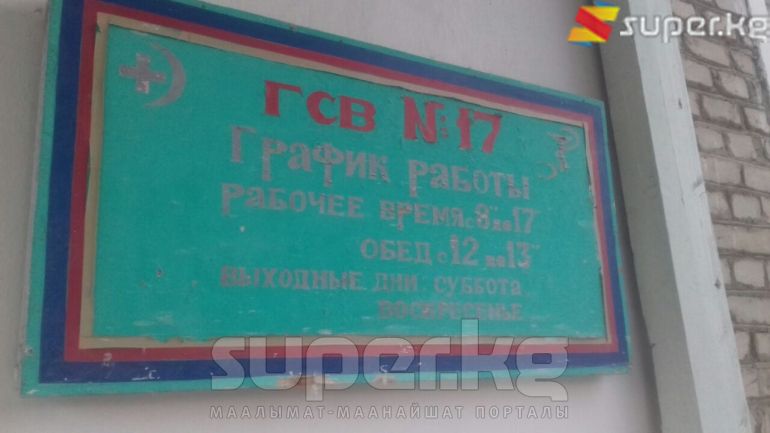 super.kg
ГСВ №17
ГРАФИК РАБОТЫ
РАБОЧЕЕ ВРЕМЯ с 8°° до 17°°
ОБЕД с 12 до 13°°
ВЫХОДНЫЕ ДНИ: СУББОТА
ВОСКРЕСЕНЬЕ
super.kg
МААЛЫМАТ-МААНАЙШАТ ПОРТАЛЫ